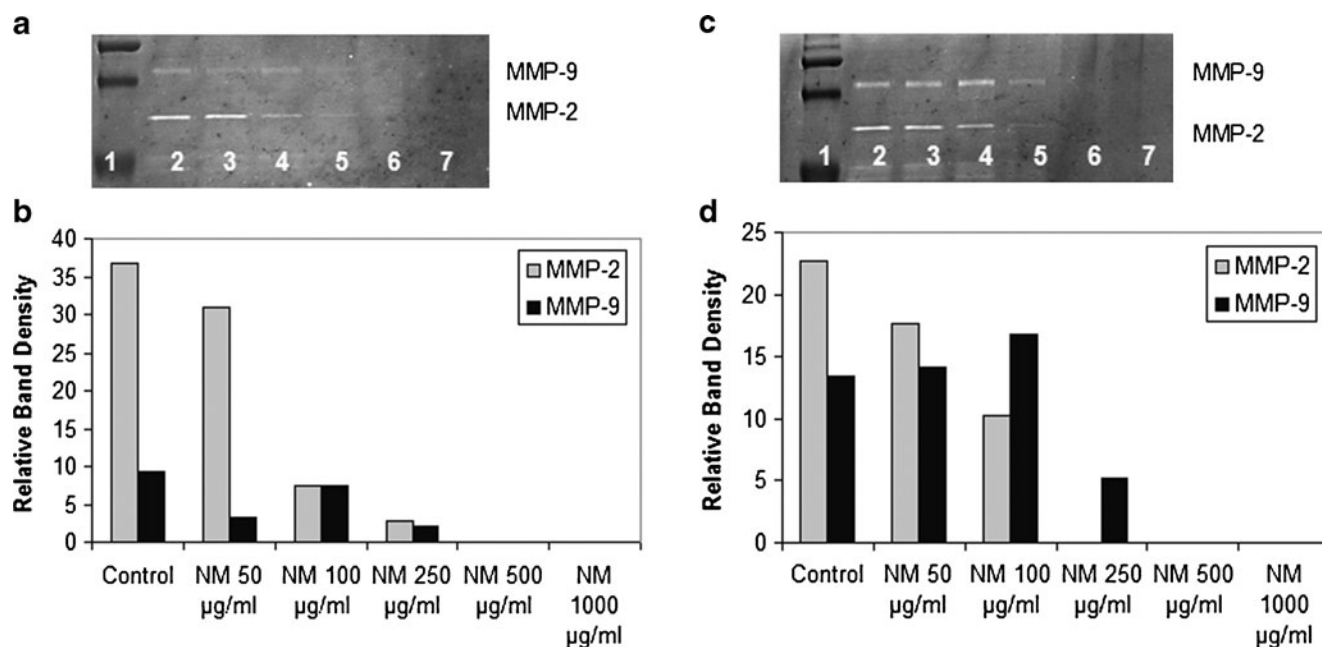 a
MMP-9
MMP-2
1 2 3 4 5 6 7
b
40
35
30
25
20
15
10
5
0
Relative Band Density
MMP-2
MMP-9
Control
NM 50 µg/ml
NM 100 µg/ml
NM 250 µg/ml
NM 500 µg/ml
NM 1000 µg/ml
c
MMP-9
MMP-2
1 2 3 4 5 6 7
d
25
20
15
10
5
0
Relative Band Density
MMP-2
MMP-9
Control
NM 50 µg/ml
NM 100 µg/ml
NM 250 µg/ml
NM 500 µg/ml
NM 1000 µg/ml